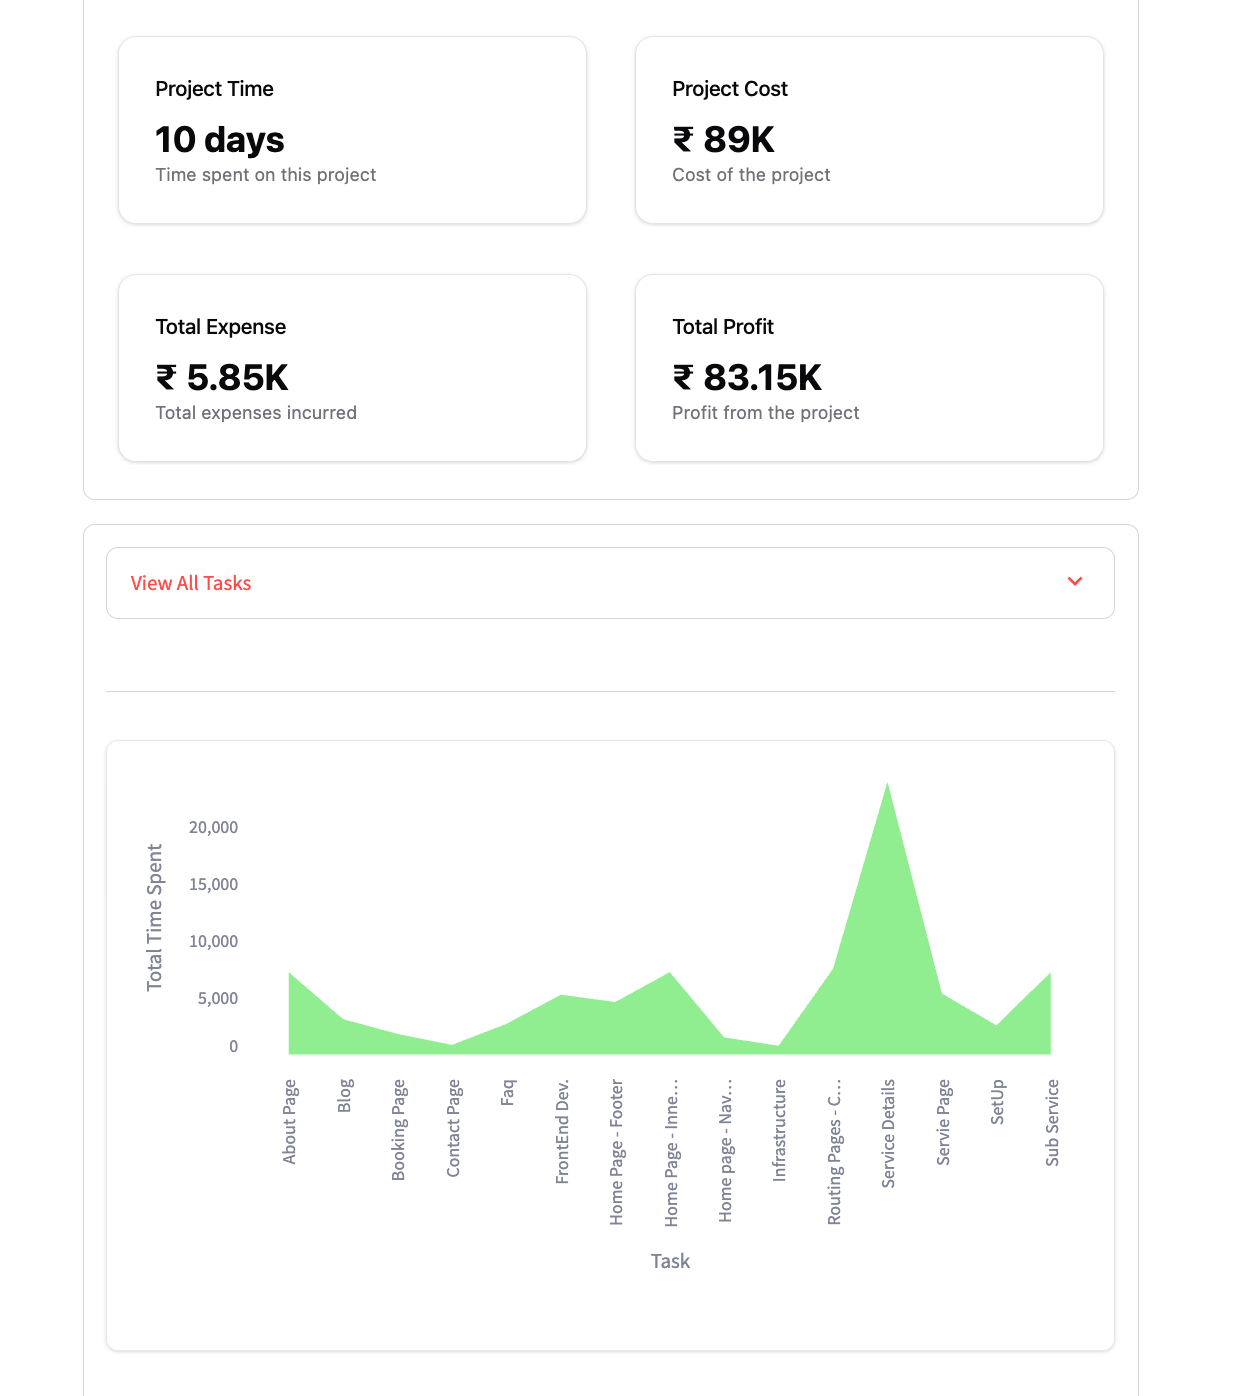 Project Time
10 days
Time spent on this project
Project Cost
₹ 89K
Cost of the project
Total Expense
₹ 5.85K
Total expenses incurred
Total Profit
₹ 83.15K
Profit from the project
View All Tasks
Total Time Spent
20,000
15,000
10,000
5,000
0
About Page
Blog
Booking Page
Contact Page
Faq
FrontEnd Dev.
Home Page - Footer
Home Page - Inne…
Home page - Nav…
Infrastructure
Routing Pages - C…
Service Details
Servie Page
SetUp
Sub Service
Task